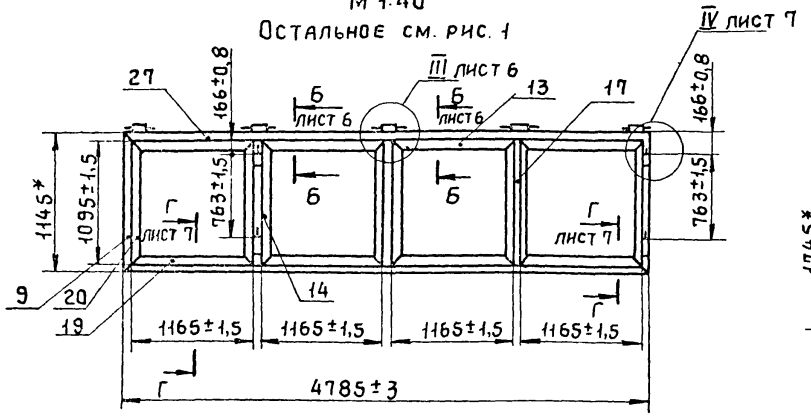 М 1:40
ОСТАЛЬНОЕ СМ. РИС. 1
IV ЛИСТ 7
III ЛИСТ 6
27
166±0,8
Б
ЛИСТ 6
Б
ЛИСТ 6
13
17
166±0,8
1145*
1095±1,5
763±1,5
Б
Б
763±1,5
Г
ЛИСТ 7
Г
ЛИСТ 7
9
20
19
14
Г
1165±1,5
1165±1,5
1165±1,5
1165±1,5
Г
4785±3